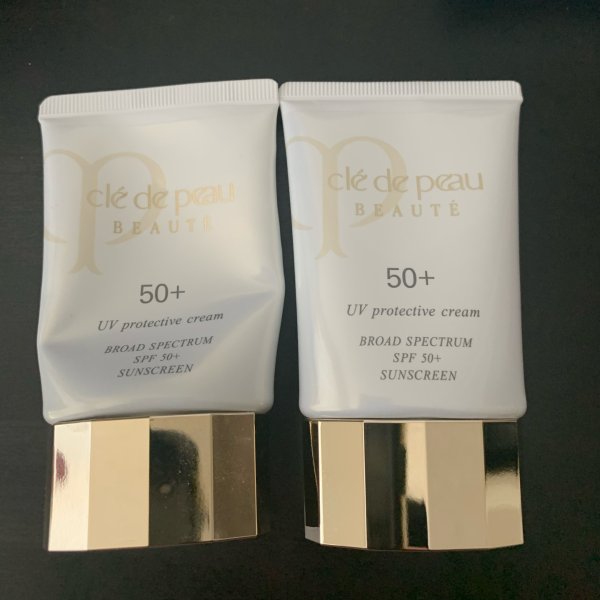 clé de peau
BEAUTÉ
50+
UV protective cream
BROAD SPECTRUM
SPF 50+
SUNSCREEN
clé de peau
BEAUTÉ
50+
UV protective cream
BROAD SPECTRUM
SPF 50+
SUNSCREEN